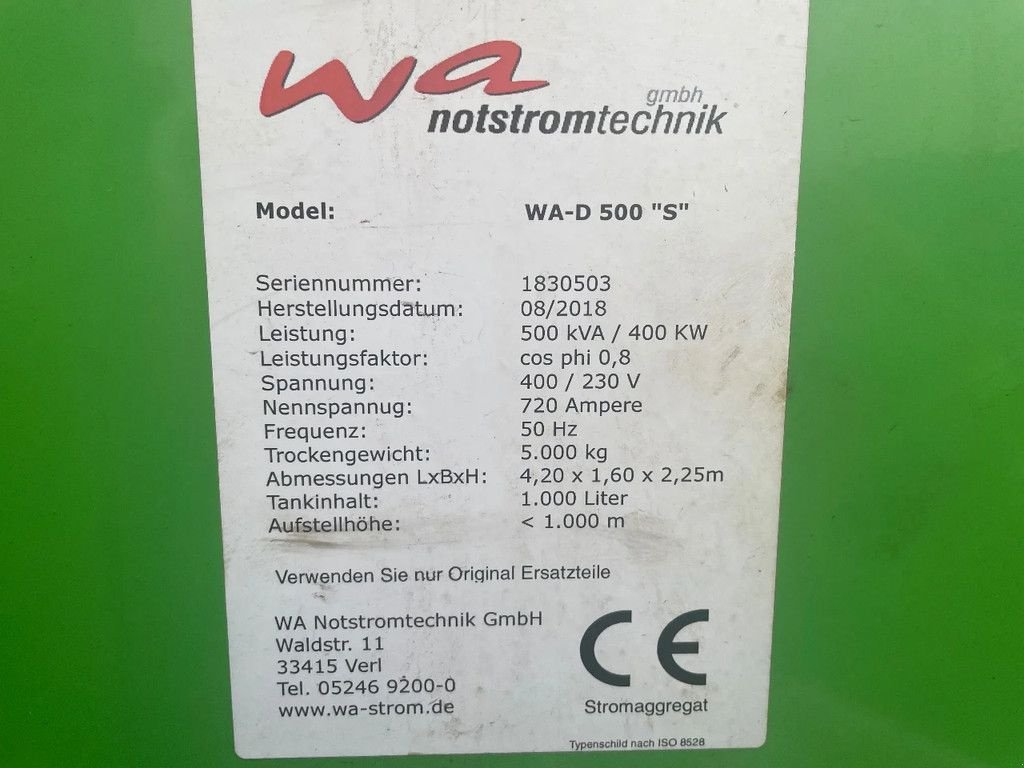 wa
gmbh
notstromtechnik
Model: WA-D 500 "S"
Seriennummer: 1830503
Herstellungsdatum: 08/2018
Leistung: 500 kVA / 400 KW
Leistungsfaktor: cos phi 0,8
Spannung: 400 / 230 V
Nennspannug: 720 Ampere
Frequenz: 50 Hz
Trockengewicht: 5.000 kg
Abmessungen LxBxH: 4,20 x 1,60 x 2,25m
Tankinhalt: 1.000 Liter
Aufstellhöhe: < 1.000 m
Verwenden Sie nur Original Ersatzteile
WA Notstromtechnik GmbH
Waldstr. 11
33415 Verl
Tel. 05246 9200-0
www.wa-strom.de
CE
Stromaggregat
Typenschild nach ISO 8528